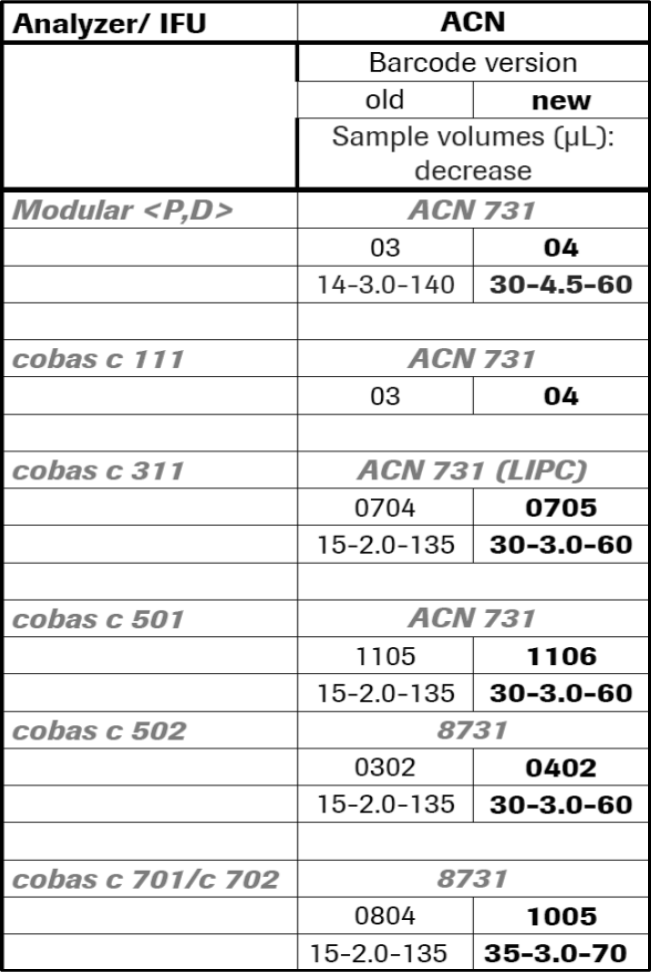 Analyzer/ IFU ACN
Barcode version
old new
Sample volumes (µL):
decrease
Modular <P,D> ACN 731
03 04
14-3.0-140 30-4.5-60
cobas c 111 ACN 731
03 04
cobas c 311 ACN 731 (LIPC)
0704 0705
15-2.0-135 30-3.0-60
cobas c 501 ACN 731
1105 1106
15-2.0-135 30-3.0-60
cobas c 502 8731
0302 0402
15-2.0-135 30-3.0-60
cobas c 701/c 702 8731
0804 1005
15-2.0-135 35-3.0-70